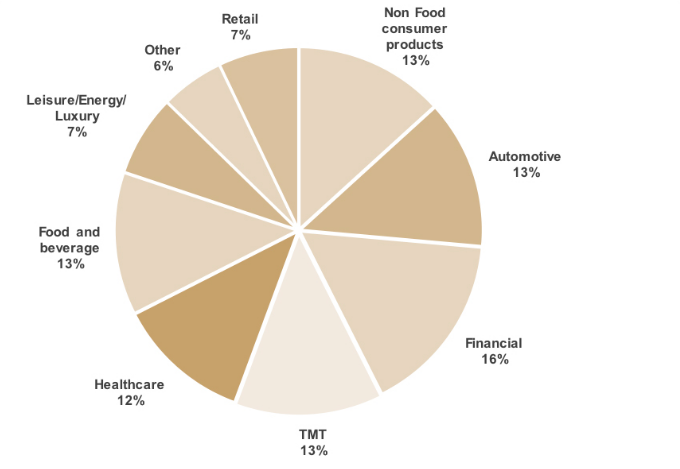 Non Food
consumer
products
13%
Automotive
13%
Financial
16%
TMT
13%
Healthcare
12%
Food and
beverage
13%
Leisure/Energy/
Luxury
7%
Other
6%
Retail
7%